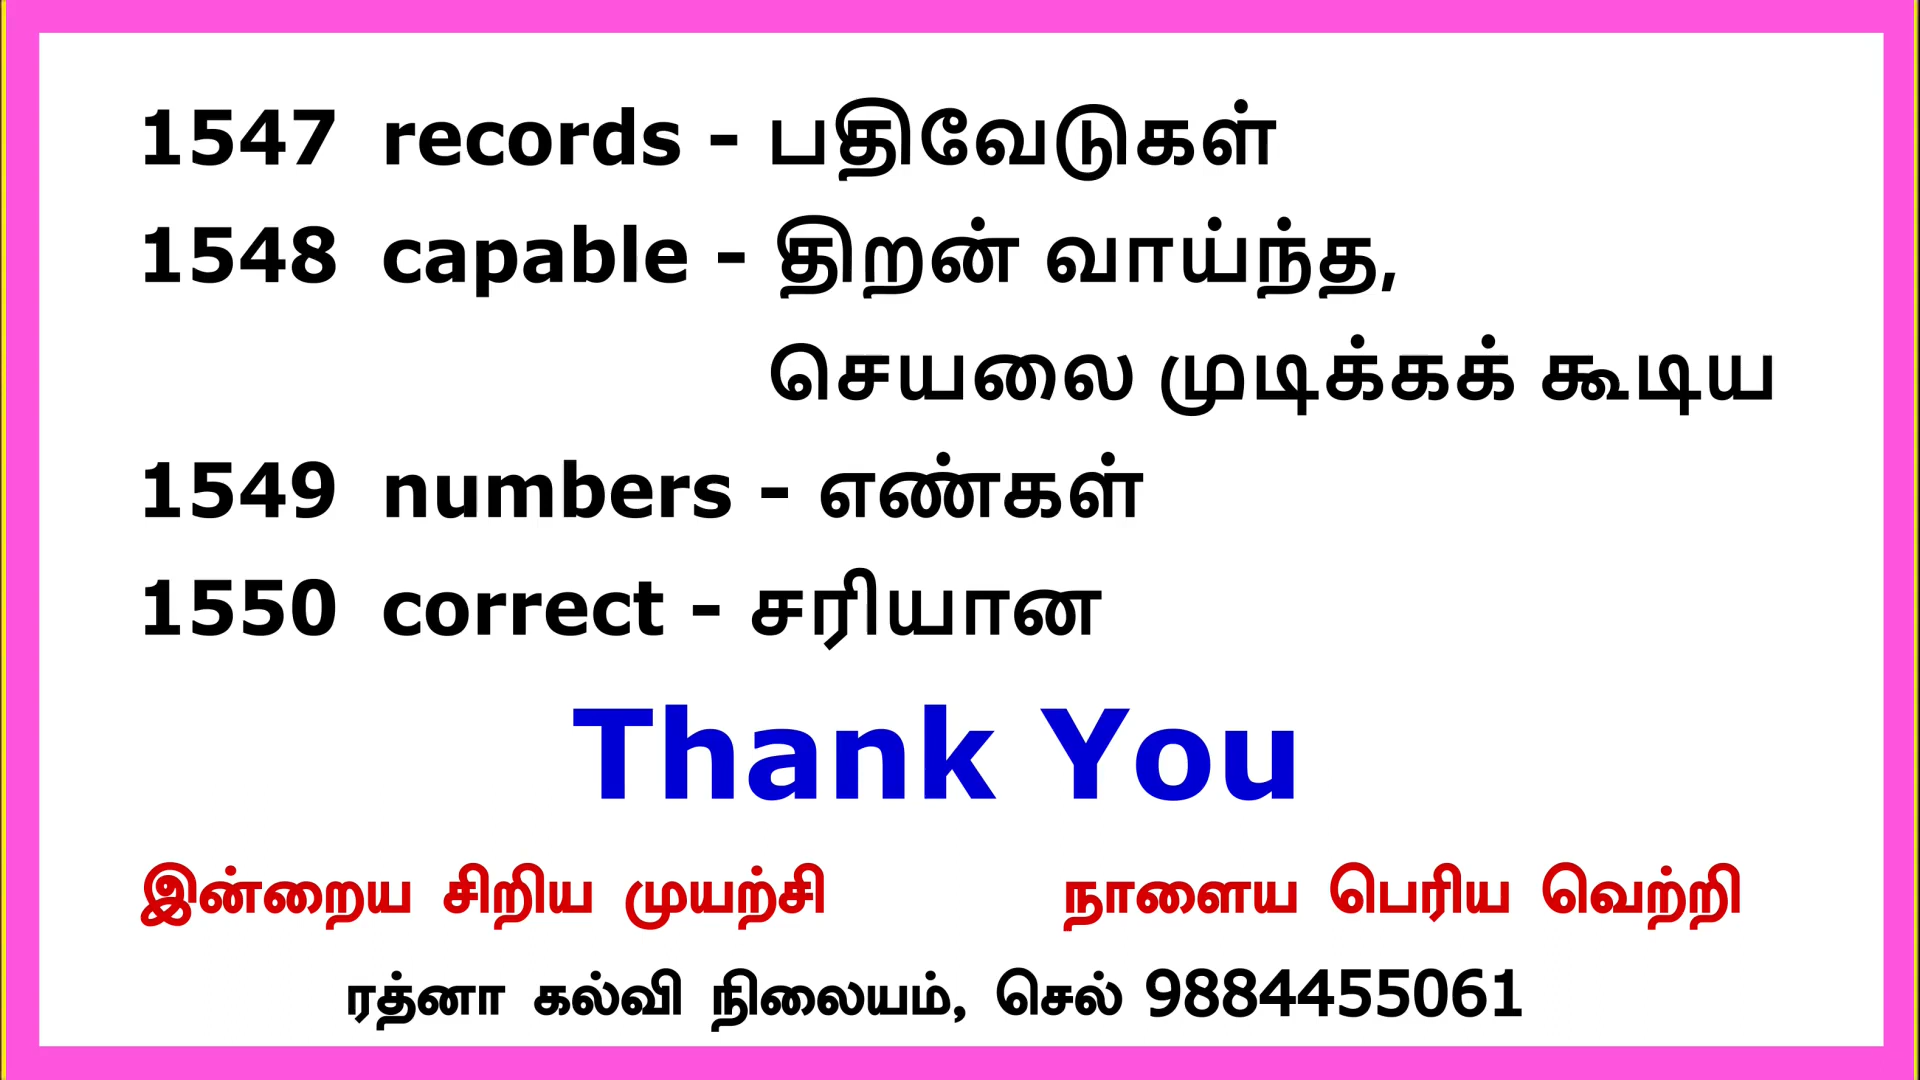 1547 records - பதிவேடுகள்
1548 capable - திறன் வாய்ந்த,
செயலை முடிக்கக் கூடிய
1549 numbers - எண்கள்
1550 correct - சரியான
Thank You
இன்றைய சிறிய முயற்சி நாளைய பெரிய வெற்றி
ரத்னா கல்வி நிலையம், செல் 9884455061